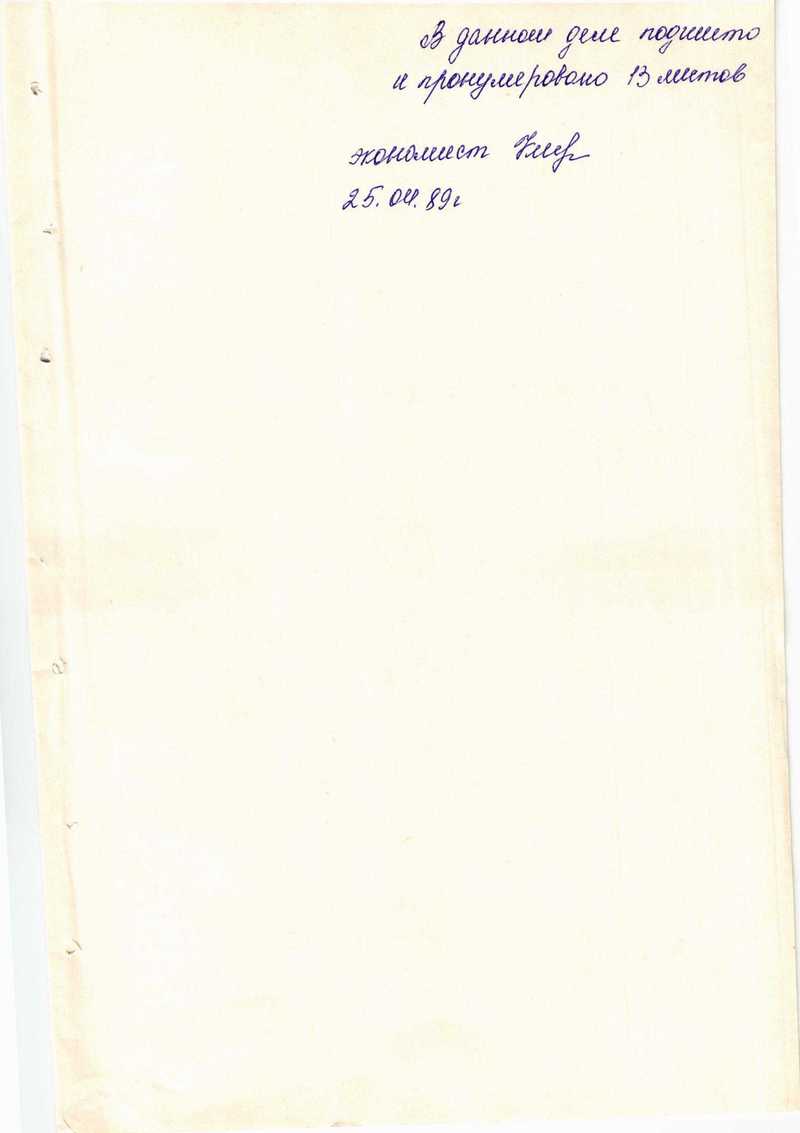 В данном деле подшито
и пронумеровано 13 листов
экономист
25.04.89г